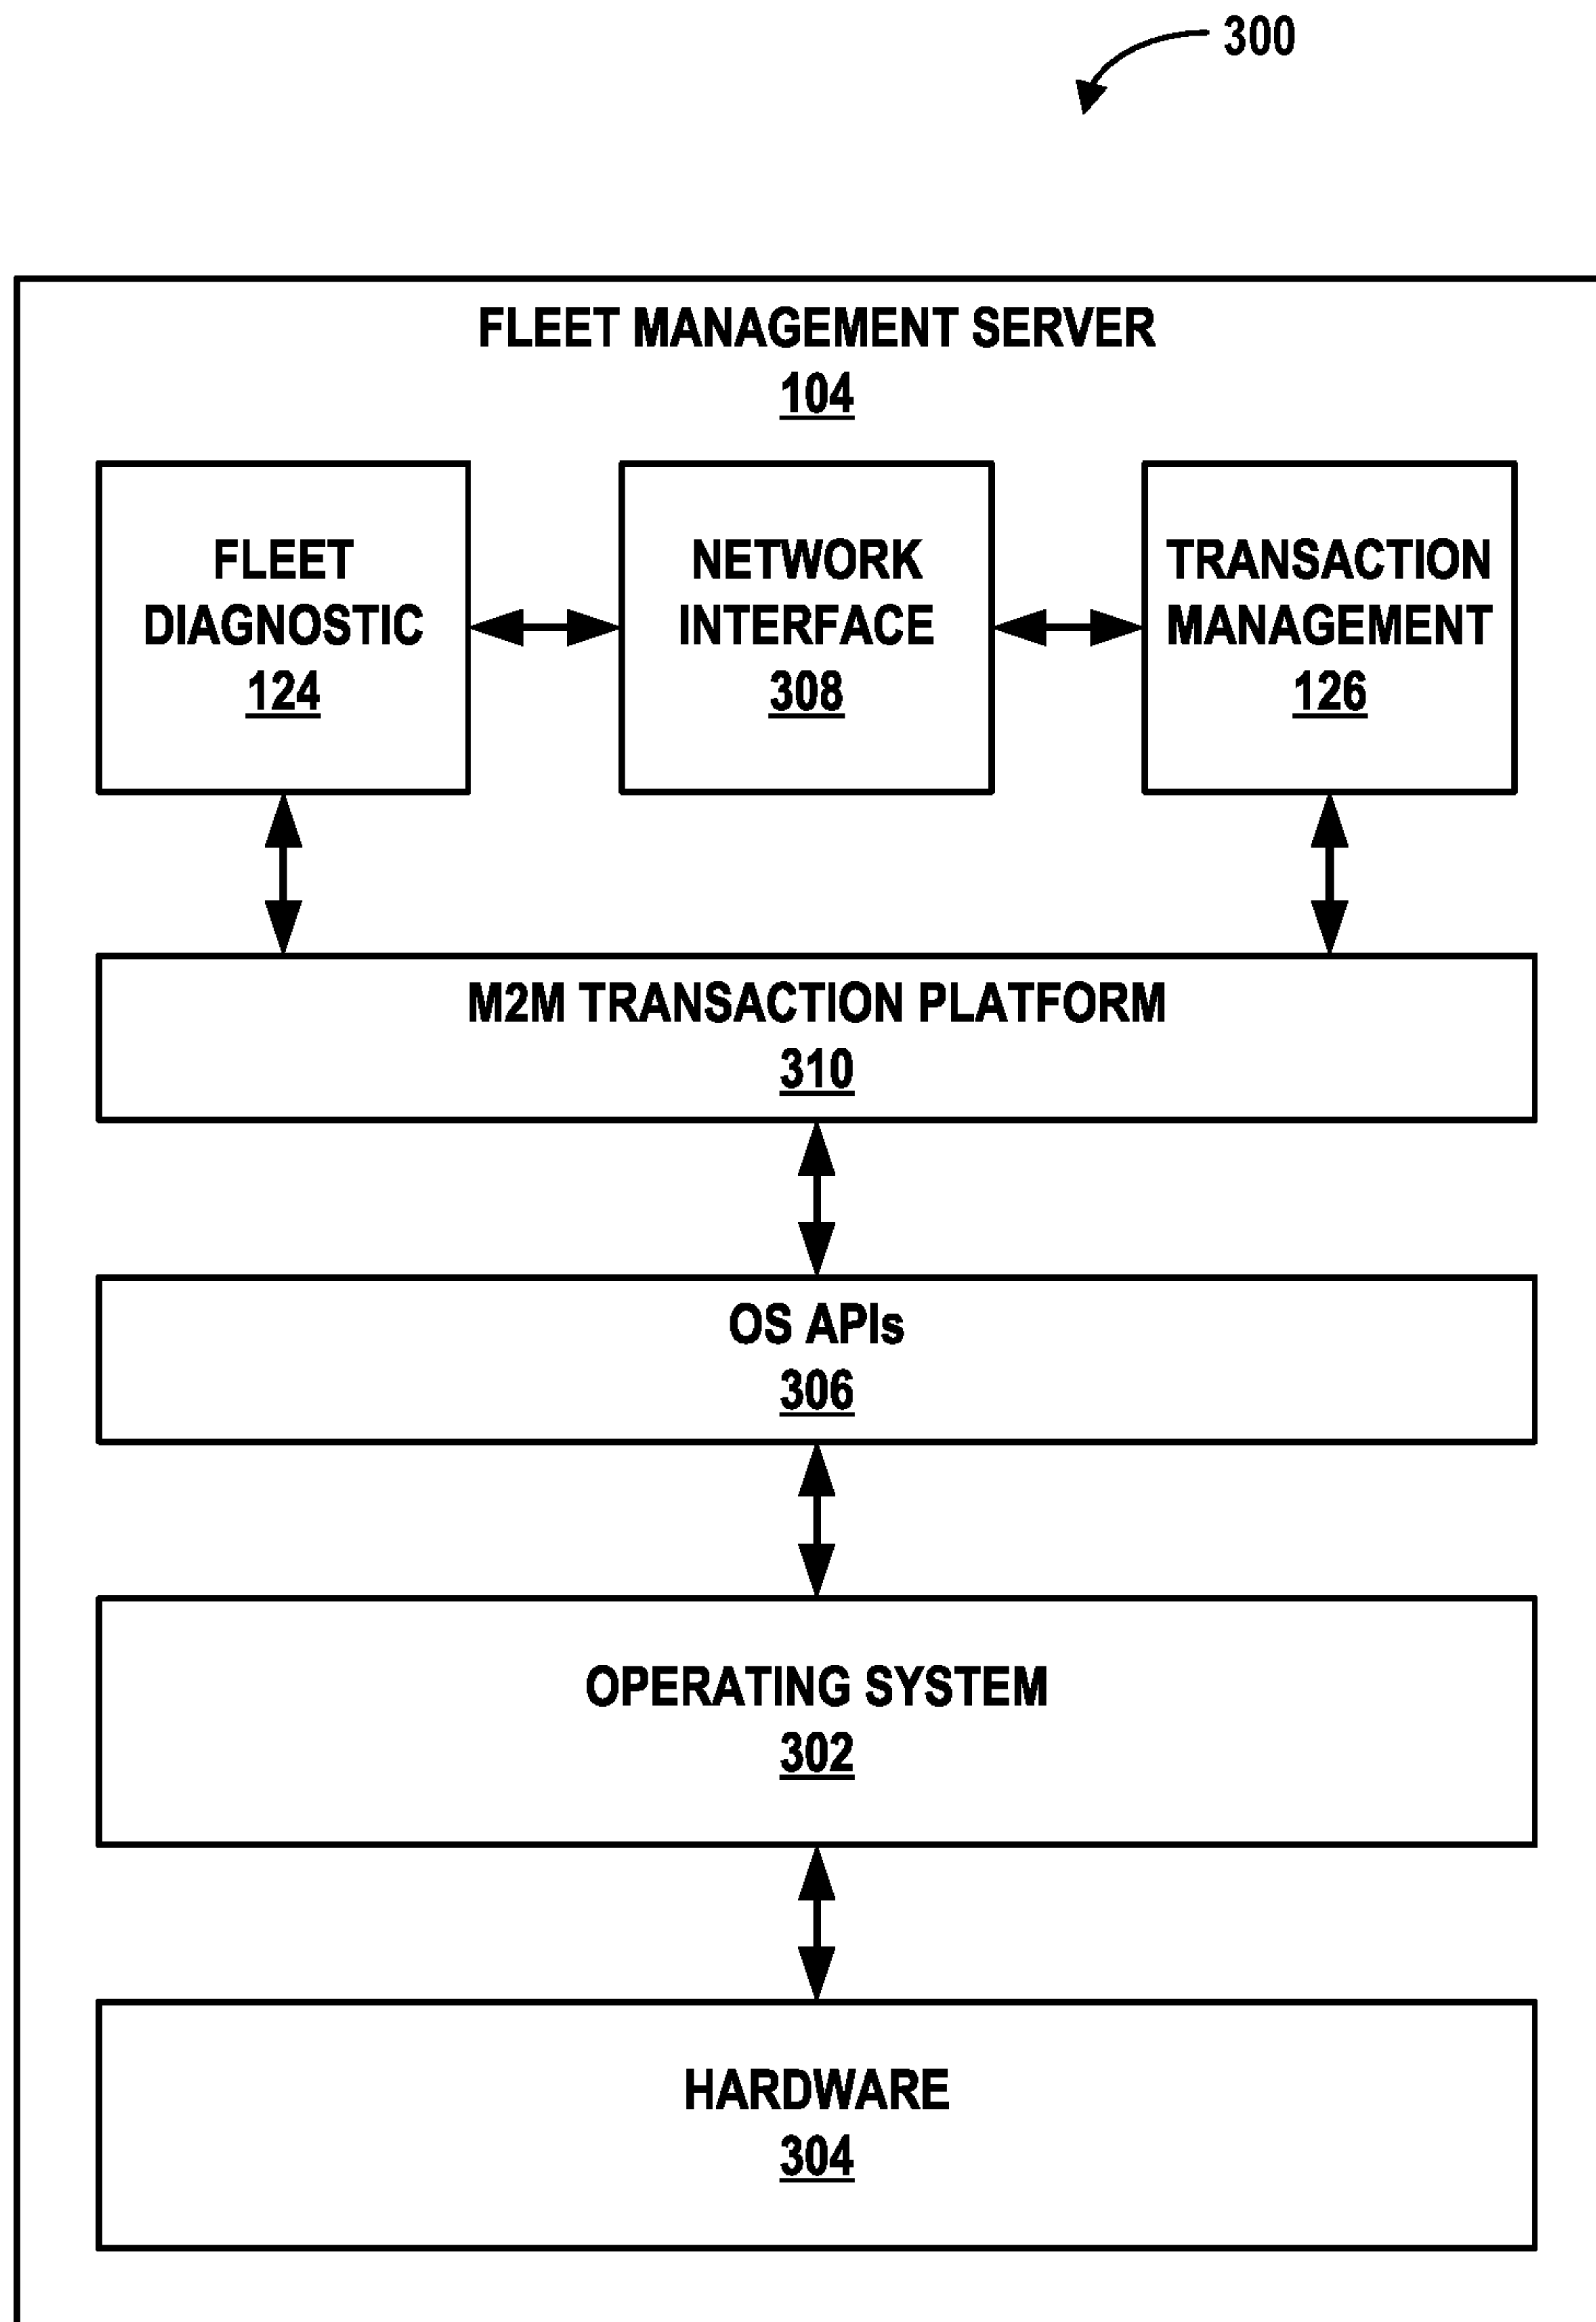 300
FLEET MANAGEMENT SERVER
104
FLEET
DIAGNOSTIC
124
NETWORK
INTERFACE
308
TRANSACTION
MANAGEMENT
126
M2M TRANSACTION PLATFORM
310
OS APIs
306
OPERATING SYSTEM
302
HARDWARE
304